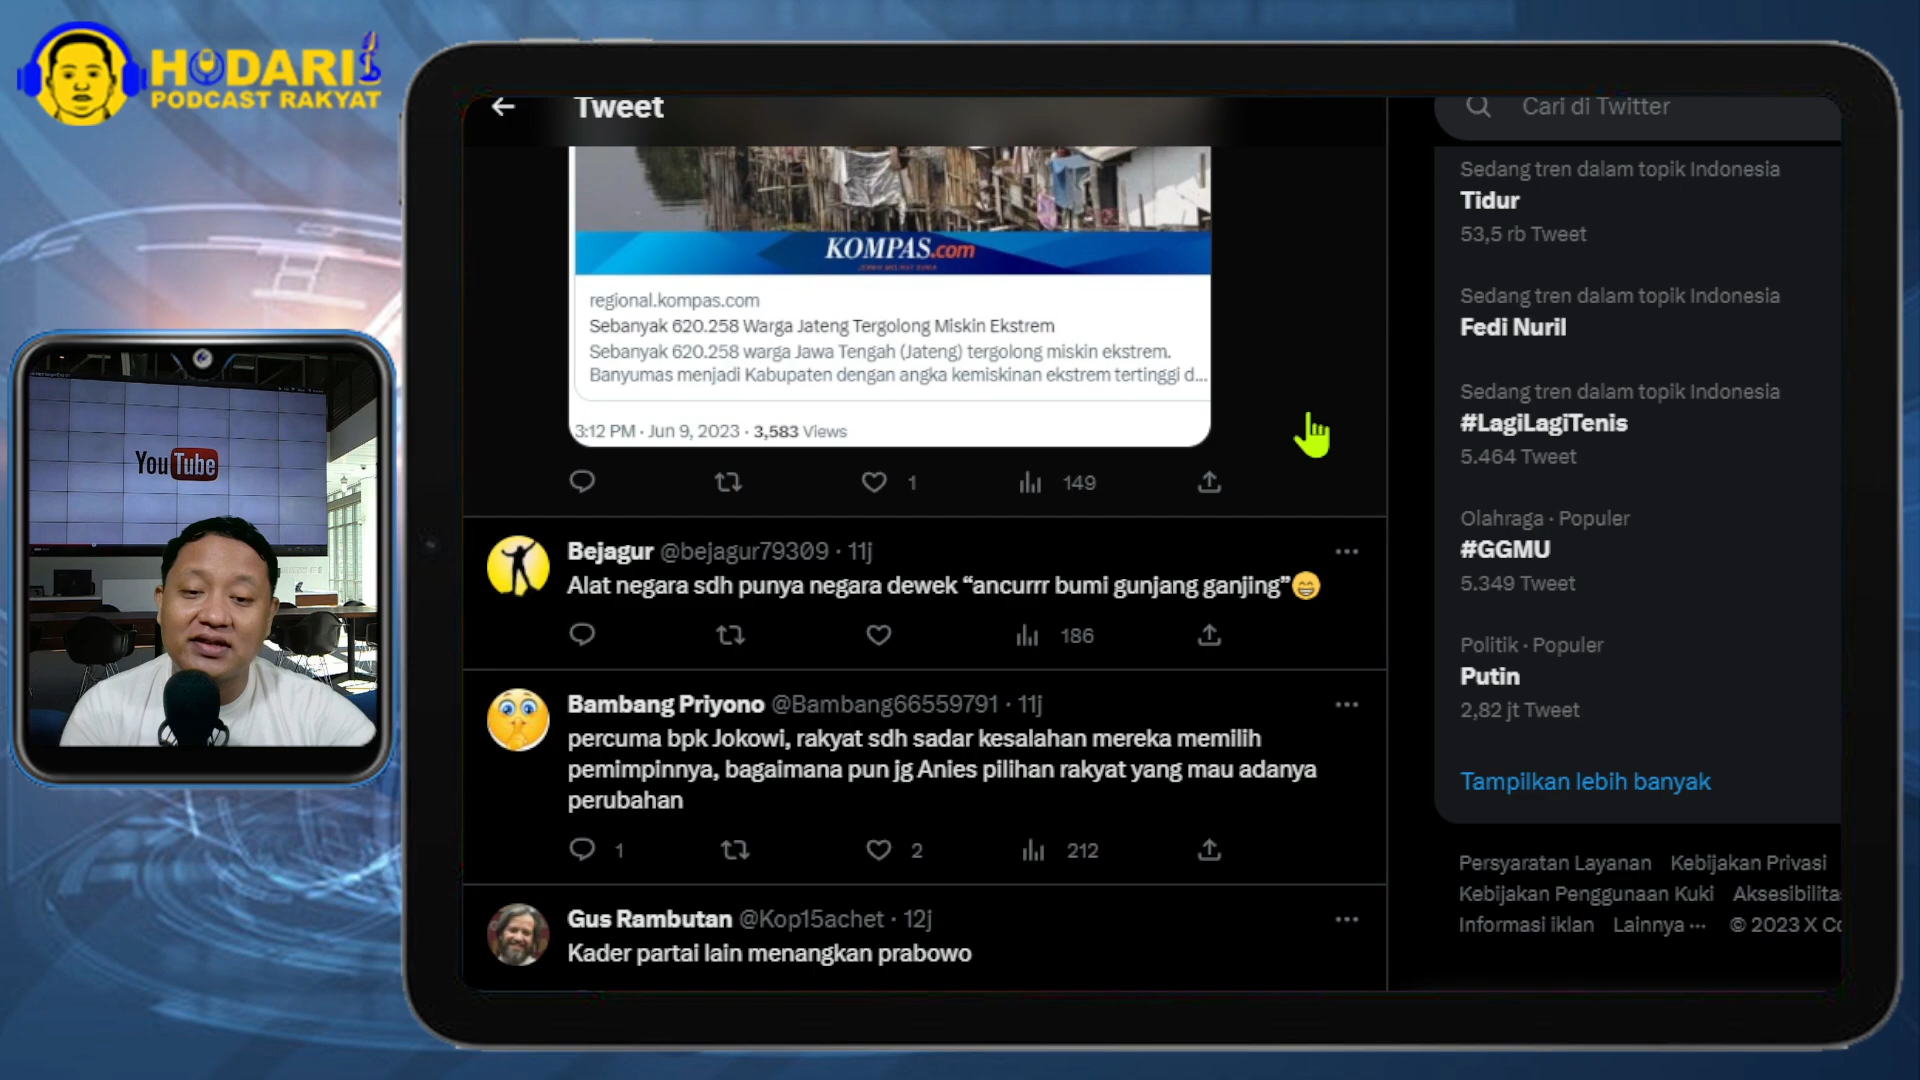 HODARI
PODCAST RAKYAT
YouTube
Tweet
KOMPAS.com
regional.kompas.com
Sebanyak 620.258 Warga Jateng Tergolong Miskin Ekstrem
Sebanyak 620.258 warga Jawa Tengah (Jateng) tergolong miskin ekstrem.
Banyumas menjadi Kabupaten dengan angka kemiskinan ekstrem tertinggi d...
3:12 PM · Jun 9, 2023 · 3,583 Views
1 149
Bejagur @bejagur79309 · 11j
Alat negara sdh punya negara dewek “ancurrr bumi gunjang ganjing”😁
186
Bambang Priyono @Bambang66559791 · 11j
percuma bpk Jokowi, rakyat sdh sadar kesalahan mereka memilih
pemimpinnya, bagaimana pun jg Anies pilihan rakyat yang mau adanya
perubahan
1 2 212
Gus Rambutan @Kop15achet · 12j
Kader partai lain menangkan prabowo
Cari di Twitter
Sedang tren dalam topik Indonesia
Tidur
53,5 rb Tweet
Sedang tren dalam topik Indonesia
Fedi Nuril
Sedang tren dalam topik Indonesia
#LagiLagiTenis
5.464 Tweet
Olahraga · Populer
#GGMU
5.349 Tweet
Politik · Populer
Putin
2,82 jt Tweet
Tampilkan lebih banyak
Persyaratan Layanan Kebijakan Privasi
Kebijakan Penggunaan Kuki Aksesibilitas
Informasi iklan Lainnya ··· © 2023 X Co